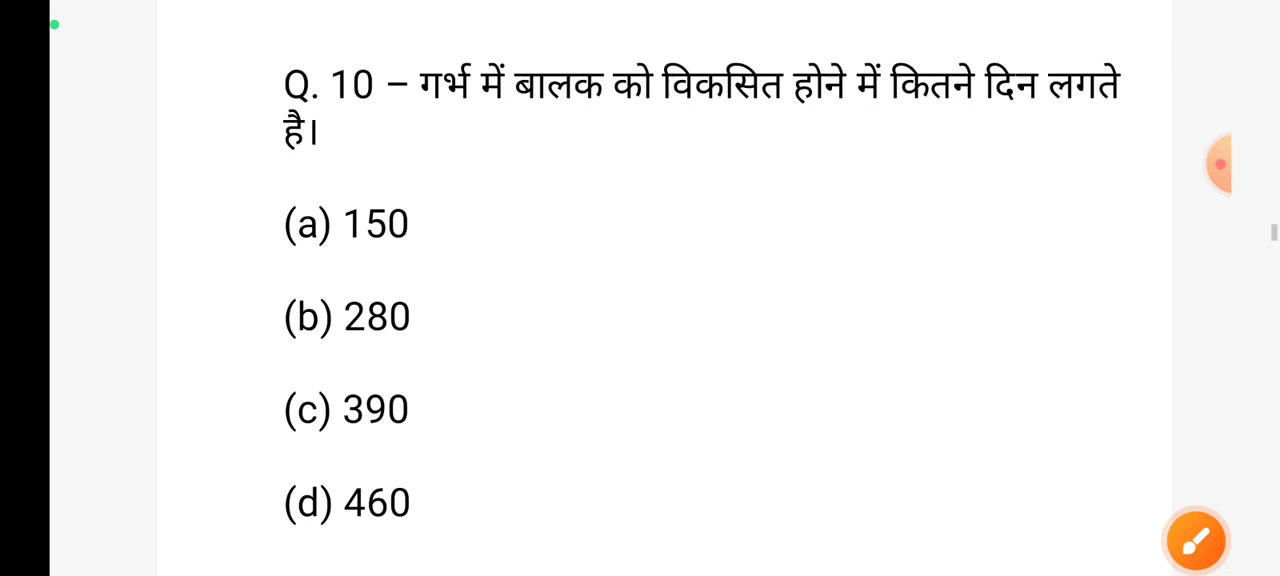 Q. 10 – गर्भ में बालक को विकसित होने में कितने दिन लगते
है।
(a) 150
(b) 280
(c) 390
(d) 460